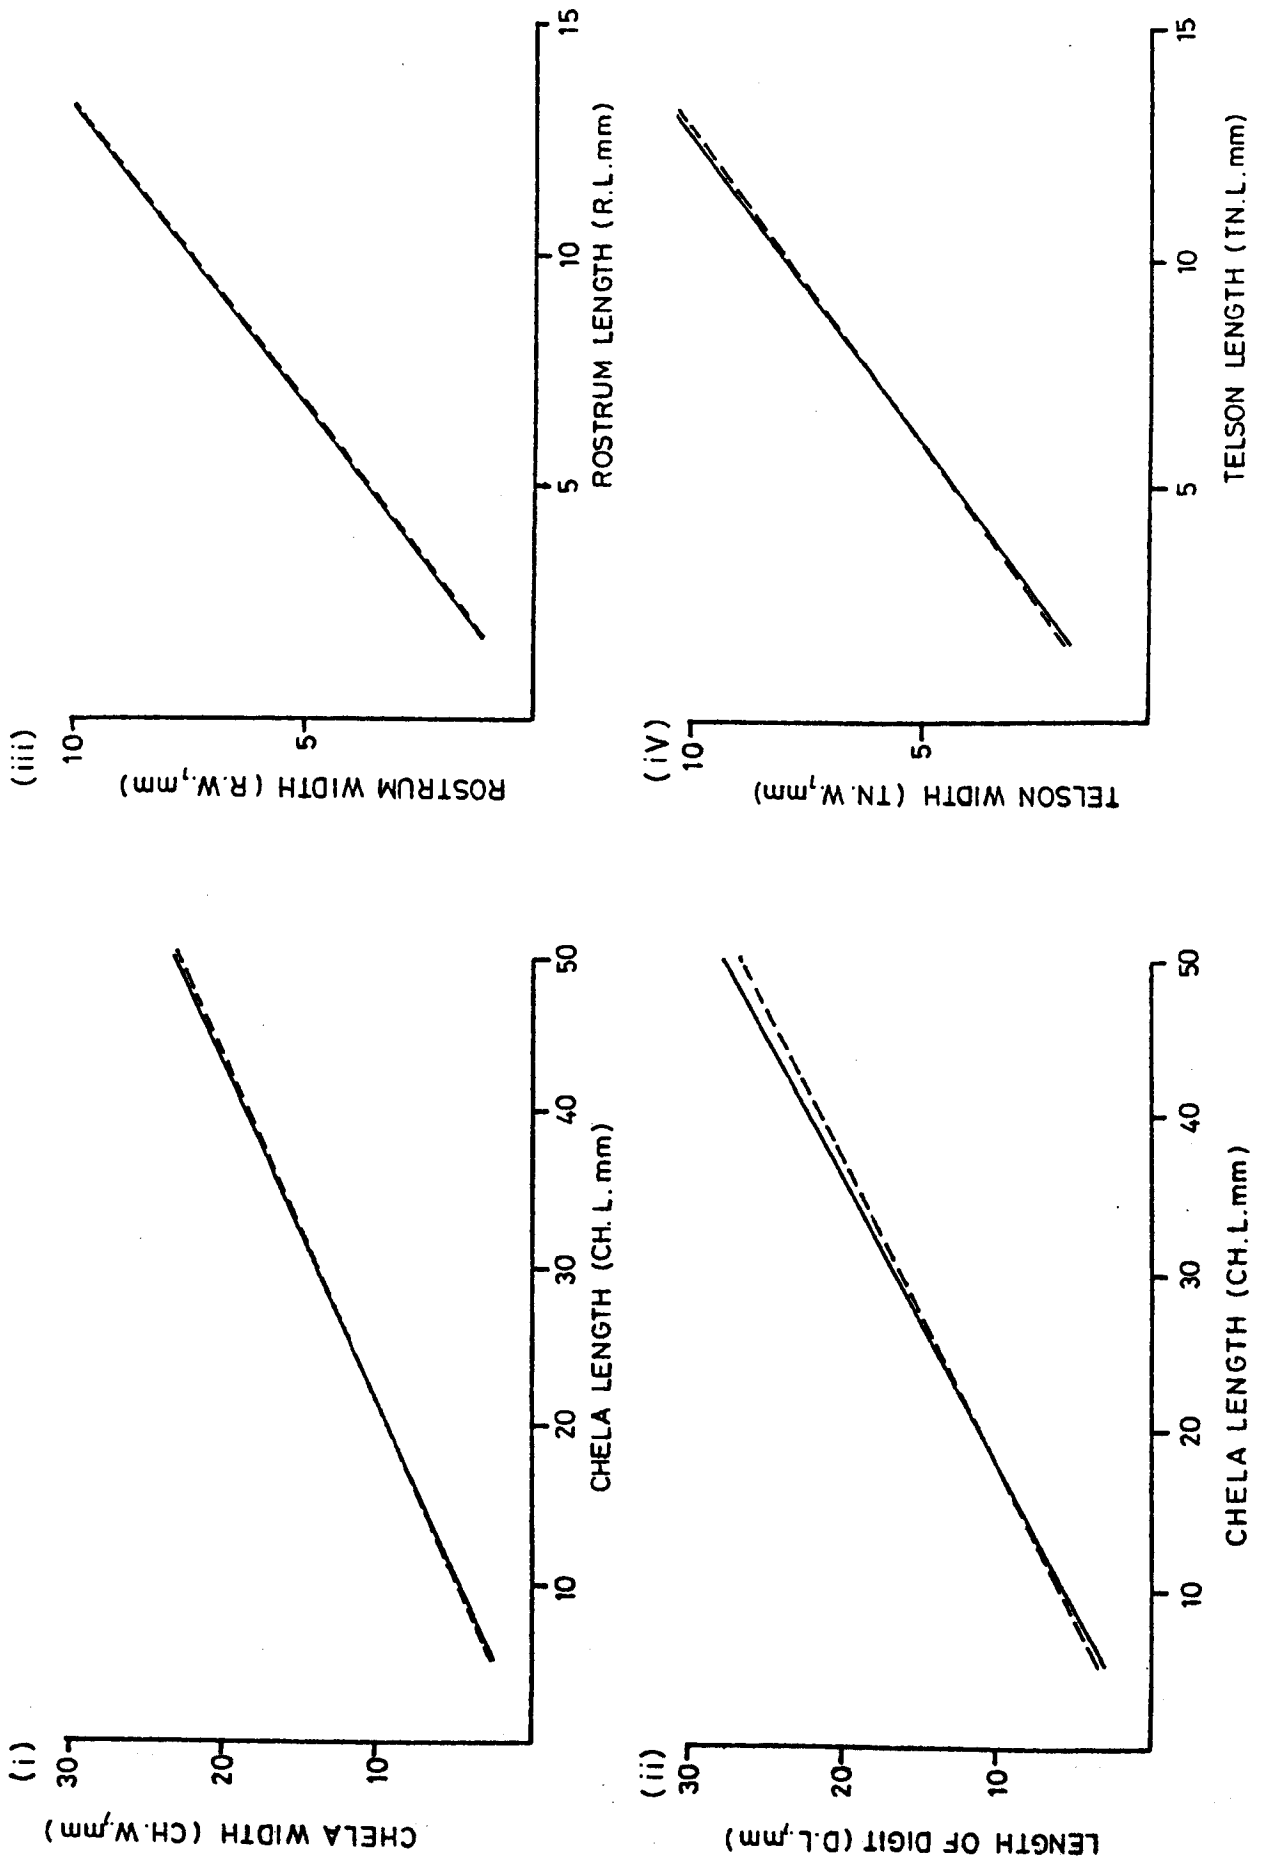 (i)
CHELA WIDTH (CH.W,mm)
30
20
10
10 20 30 40 50
CHELA LENGTH (CH.L.mm)
(ii)
LENGTH OF DIGIT (D.L,mm)
30
20
10
10 20 30 40 50
CHELA LENGTH (CH.L.mm)
(iii)
ROSTRUM WIDTH (R.W,mm)
10
5
5 10 15
ROSTRUM LENGTH (R.L.mm)
(iv)
TELSON WIDTH (TN.W,mm)
10
5
5 10 15
TELSON LENGTH (TN.L.mm)